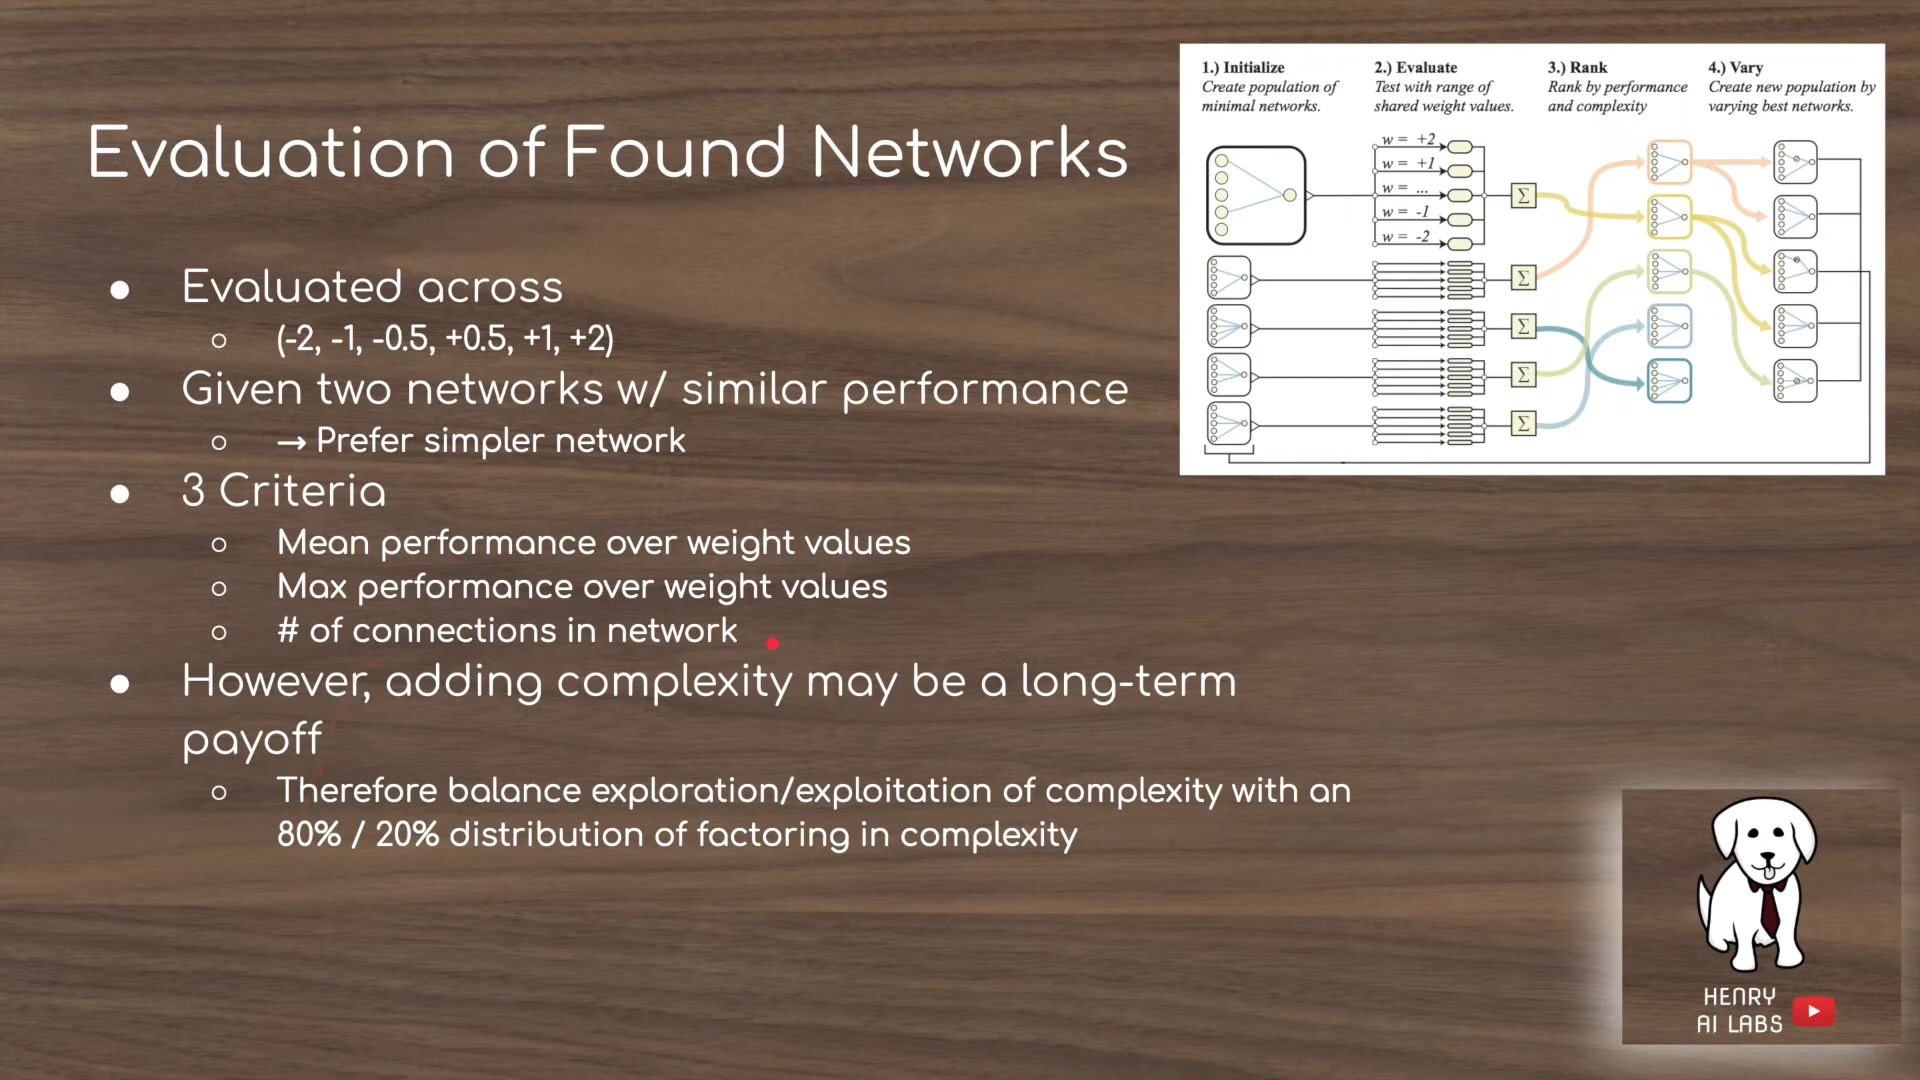 Evaluation of Found Networks
● Evaluated across
○ (-2, -1, -0.5, +0.5, +1, +2)
● Given two networks w/ similar performance
○ → Prefer simpler network
● 3 Criteria
○ Mean performance over weight values
○ Max performance over weight values
○ # of connections in network
● However, adding complexity may be a long-term
payoff
○ Therefore balance exploration/exploitation of complexity with an
80% / 20% distribution of factoring in complexity
1.) Initialize
Create population of
minimal networks.
2.) Evaluate
Test with range of
shared weight values.
3.) Rank
Rank by performance
and complexity
4.) Vary
Create new population by
varying best networks.
w = +2
w = +1
w = ...
w = -1
w = -2
Σ
Σ
Σ
Σ
Σ
HENRY
AI LABS